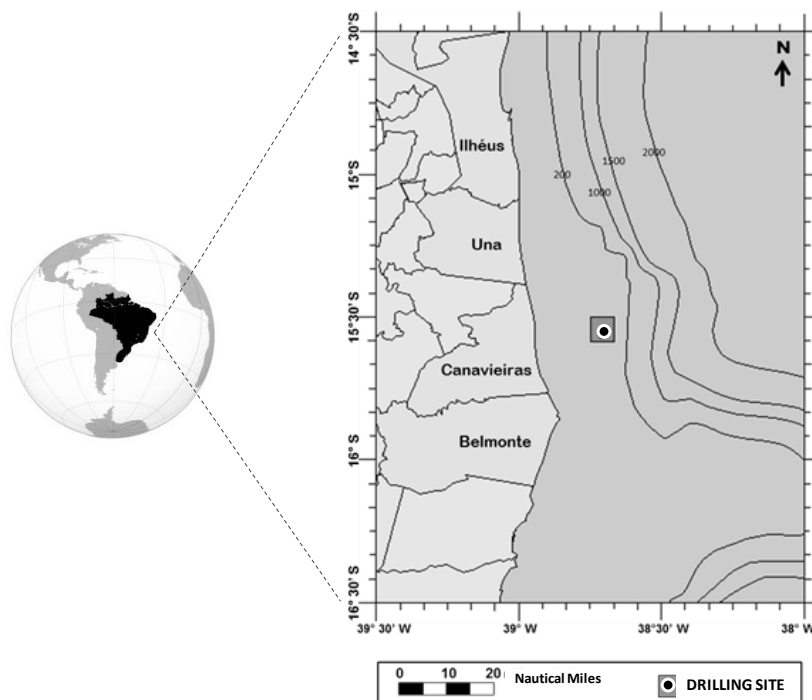 14° 30' S
N
Ilhéus
1500
2000
200
1000
15° S
Una
15° 30' S
Canavieiras
Belmonte
16° S
16° 30' S
39° 30' W
39° W
38° 30' W
38° W
0 10 20 Nautical Miles
DRILLING SITE